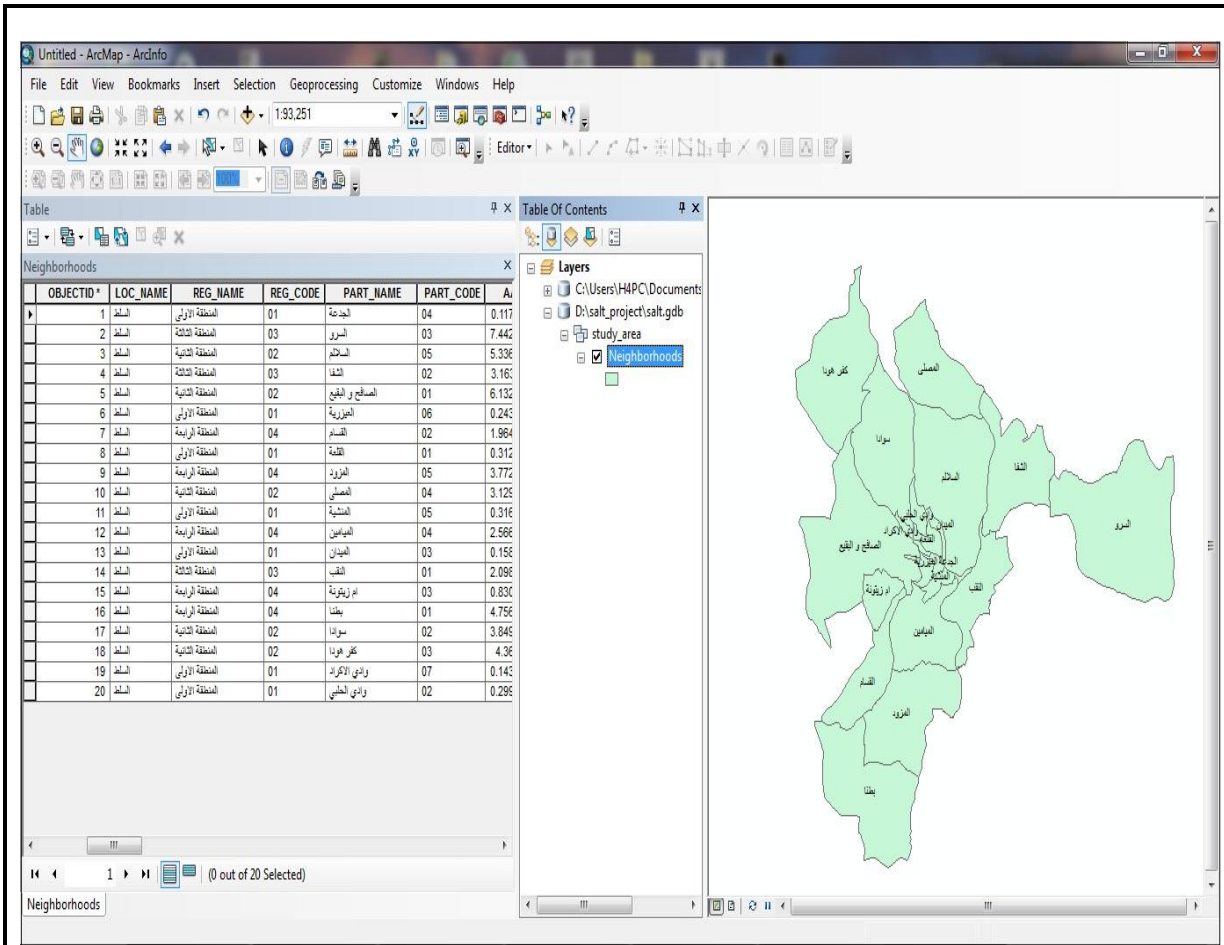 Untitled - ArcMap - ArcInfo
File Edit View Bookmarks Insert Selection Geoprocessing Customize Windows Help
1:93,251
Editor
100%
Table
Neighborhoods
OBJECTID * LOC_NAME REG_NAME REG_CODE PART_NAME PART_CODE
1 السلط المنطقة الاولى 01 الجدعة 04 0.117
2 السلط المنطقة الثالثة 03 السرو 03 7.442
3 السلط المنطقة الثانية 02 السلالم 05 5.336
4 السلط المنطقة الثالثة 03 الشفا 02 3.163
5 السلط المنطقة الثانية 02 الصافح و البقيع 01 6.132
6 السلط المنطقة الاولى 01 العيزرية 06 0.243
7 السلط المنطقة الرابعة 04 القسام 02 1.964
8 السلط المنطقة الاولى 01 القلعة 01 0.312
9 السلط المنطقة الرابعة 04 المزود 05 3.772
10 السلط المنطقة الثانية 02 المصلى 04 3.129
11 السلط المنطقة الاولى 01 المنشية 05 0.316
12 السلط المنطقة الرابعة 04 الميامين 04 2.566
13 السلط المنطقة الاولى 01 الميدان 03 0.158
14 السلط المنطقة الثالثة 03 النقب 01 2.096
15 السلط المنطقة الرابعة 04 ام زيتونة 03 0.830
16 السلط المنطقة الرابعة 04 بطنا 01 4.756
17 السلط المنطقة الثانية 02 سوادا 02 3.849
18 السلط المنطقة الثانية 02 كفر هودا 03 4.36
19 السلط المنطقة الاولى 01 وادي الاكراد 07 0.143
20 السلط المنطقة الاولى 01 وادي الحلبي 02 0.299
1
(0 out of 20 Selected)
Neighborhoods
Table Of Contents
Layers
C:\Users\H4PC\Documents
D:\salt_project\salt.gdb
study_area
Neighborhoods
المصلى
كفر هودا
سوادا
الشفا
السلالم
السرو
وادي الحلبي
الميدان
وادي الاكراد
القلعة
الصافح و البقيع
الجدعة
العيزرية
المنشية
النقب
ام زيتونة
الميامين
القسام
المزود
بطنا